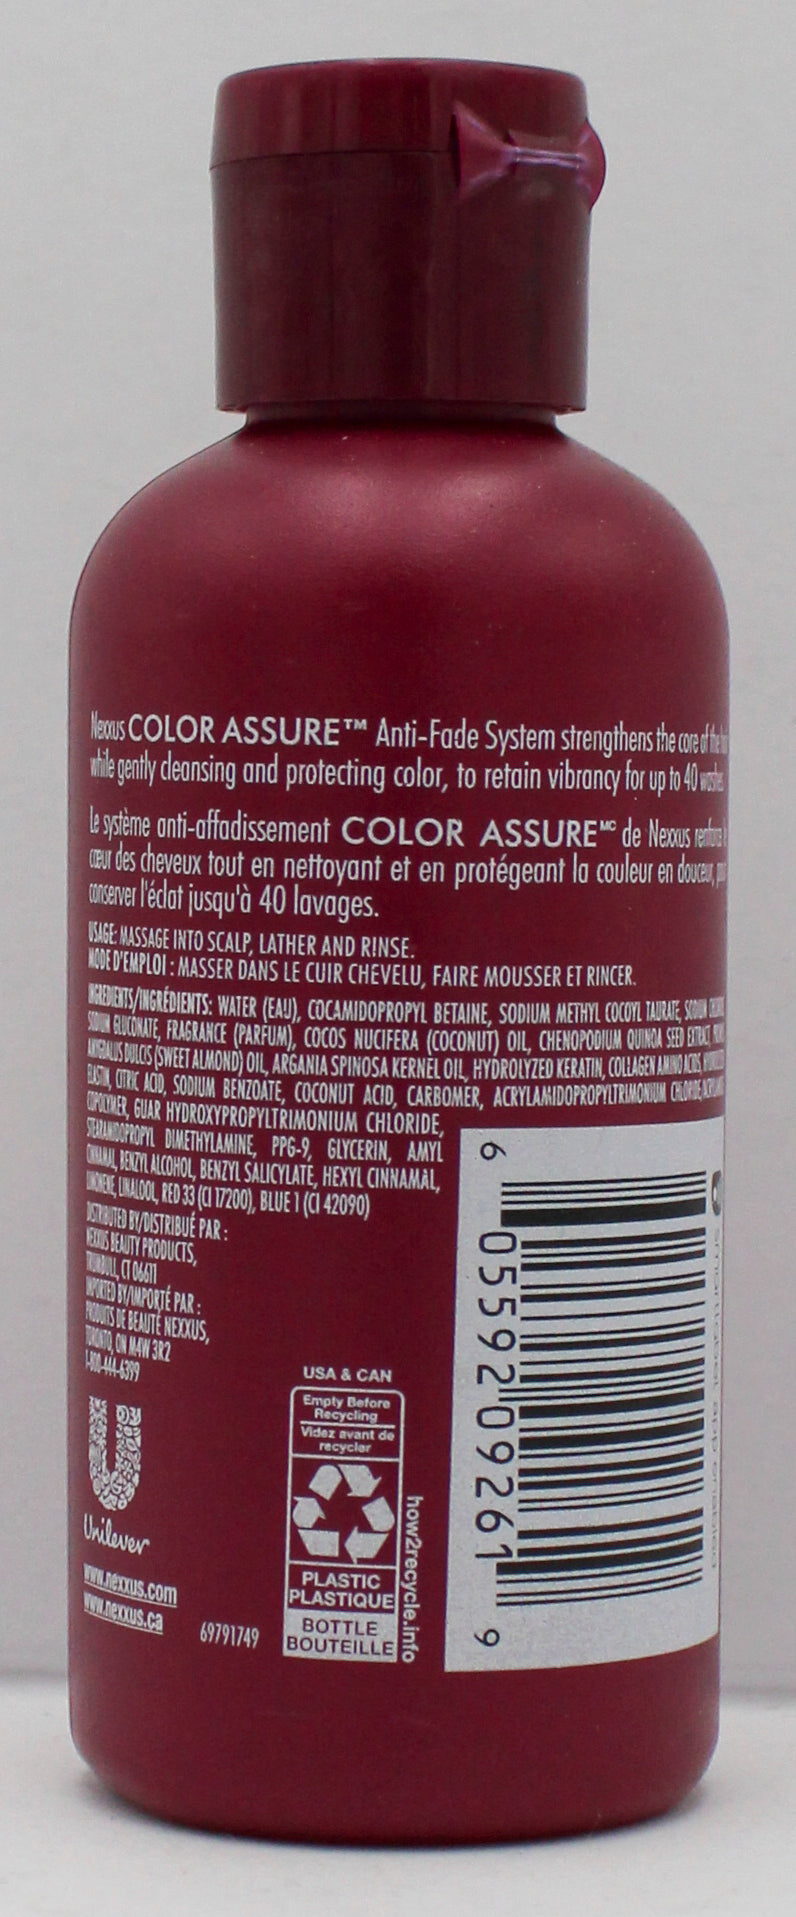 Nexxus COLOR ASSURE™ Anti-Fade System strengthens the core of the
while gently cleansing and protecting color, to retain vibrancy for up to 40
Le système anti-affadissement COLOR ASSURE MC de Nexxus renforce
cœur des cheveux tout en nettoyant et en protégeant la couleur en douceur,
conserver l'éclat jusqu'à 40 lavages.
USAGE: MASSAGE INTO SCALP, LATHER AND RINSE.
MODE D'EMPLOI : MASSER DANS LE CUIR CHEVELU, FAIRE MOUSSER ET RINCER.
INGREDIENTS/INGRÉDIENTS: WATER (EAU), COCAMIDOPROPYL BETAINE, SODIUM METHYL COCOYL TAURATE, SODIUM
SODIUM GLUCONATE, FRAGRANCE (PARFUM), COCOS NUCIFERA (COCONUT) OIL, CHENOPODIUM QUINOA SEED EXTRACT,
AMYGDALUS DULCIS (SWEET ALMOND) OIL, ARGANIA SPINOSA KERNEL OIL, HYDROLYZED KERATIN, COLLAGEN AMINO ACIDS,
ELASTIN, CITRIC ACID, SODIUM BENZOATE, COCONUT ACID, CARBOMER, ACRYLAMIDOPROPYLTRIMONIUM CHLORIDE/
COPOLYMER, GUAR HYDROXYPROPYLTRIMONIUM CHLORIDE,
STEARAMIDOPROPYL DIMETHYLAMINE, PPG-9, GLYCERIN, AMYL
CINNAMAL, BENZYL ALCOHOL, BENZYL SALICYLATE, HEXYL CINNAMAL,
LIMONENE, LINALOOL, RED 33 (CI 17200), BLUE 1 (CI 42090)
DISTRIBUTED BY/DISTRIBUÉ PAR :
NEXXUS BEAUTY PRODUCTS,
TRUMBULL, CT 06611
IMPORTED BY/IMPORTÉ PAR :
PRODUITS DE BEAUTÉ NEXXUS,
TORONTO, ON M4W 3R2
1-800-444-6399
Unilever
www.nexxus.com
www.nexxus.ca
69791749
USA & CAN
Empty Before
Recycling
Videz avant de
recycler
PLASTIC
PLASTIQUE
BOTTLE
BOUTEILLE
how2recycle.info
6 05592 09261 9
smartlabel app enabled